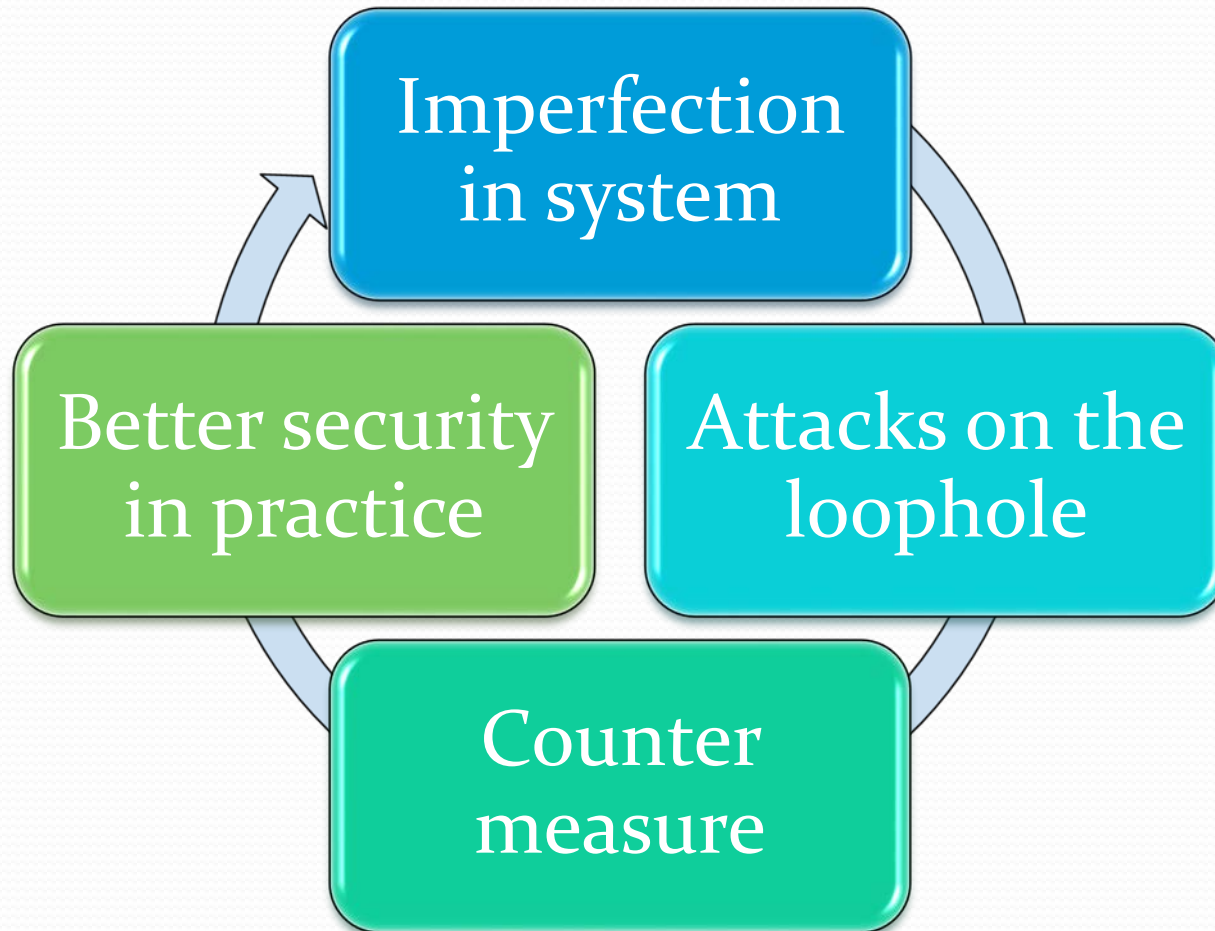 Imperfection
in system
Better security
in practice
Attacks on the
loophole
Counter
measure